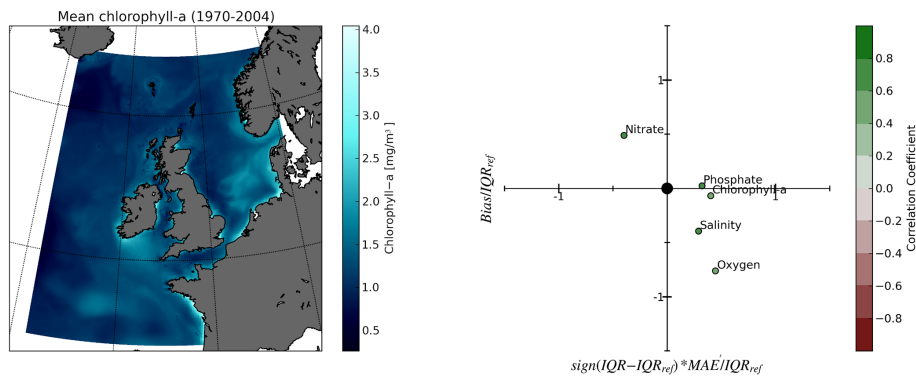 Mean chlorophyll-a (1970-2004)
4.0
3.5
3.0
2.5
2.0
1.5
1.0
0.5
Chlorophyll−a [mg/m³]
1
-1
-1
1
Nitrate
Phosphate
Chlorophyll-a
Salinity
Oxygen
Bias/IQR_ref
sign(IQR−IQR_ref)*MAE′/IQR_ref
0.8
0.6
0.4
0.2
0.0
−0.2
−0.4
−0.6
−0.8
Correlation Coefficient